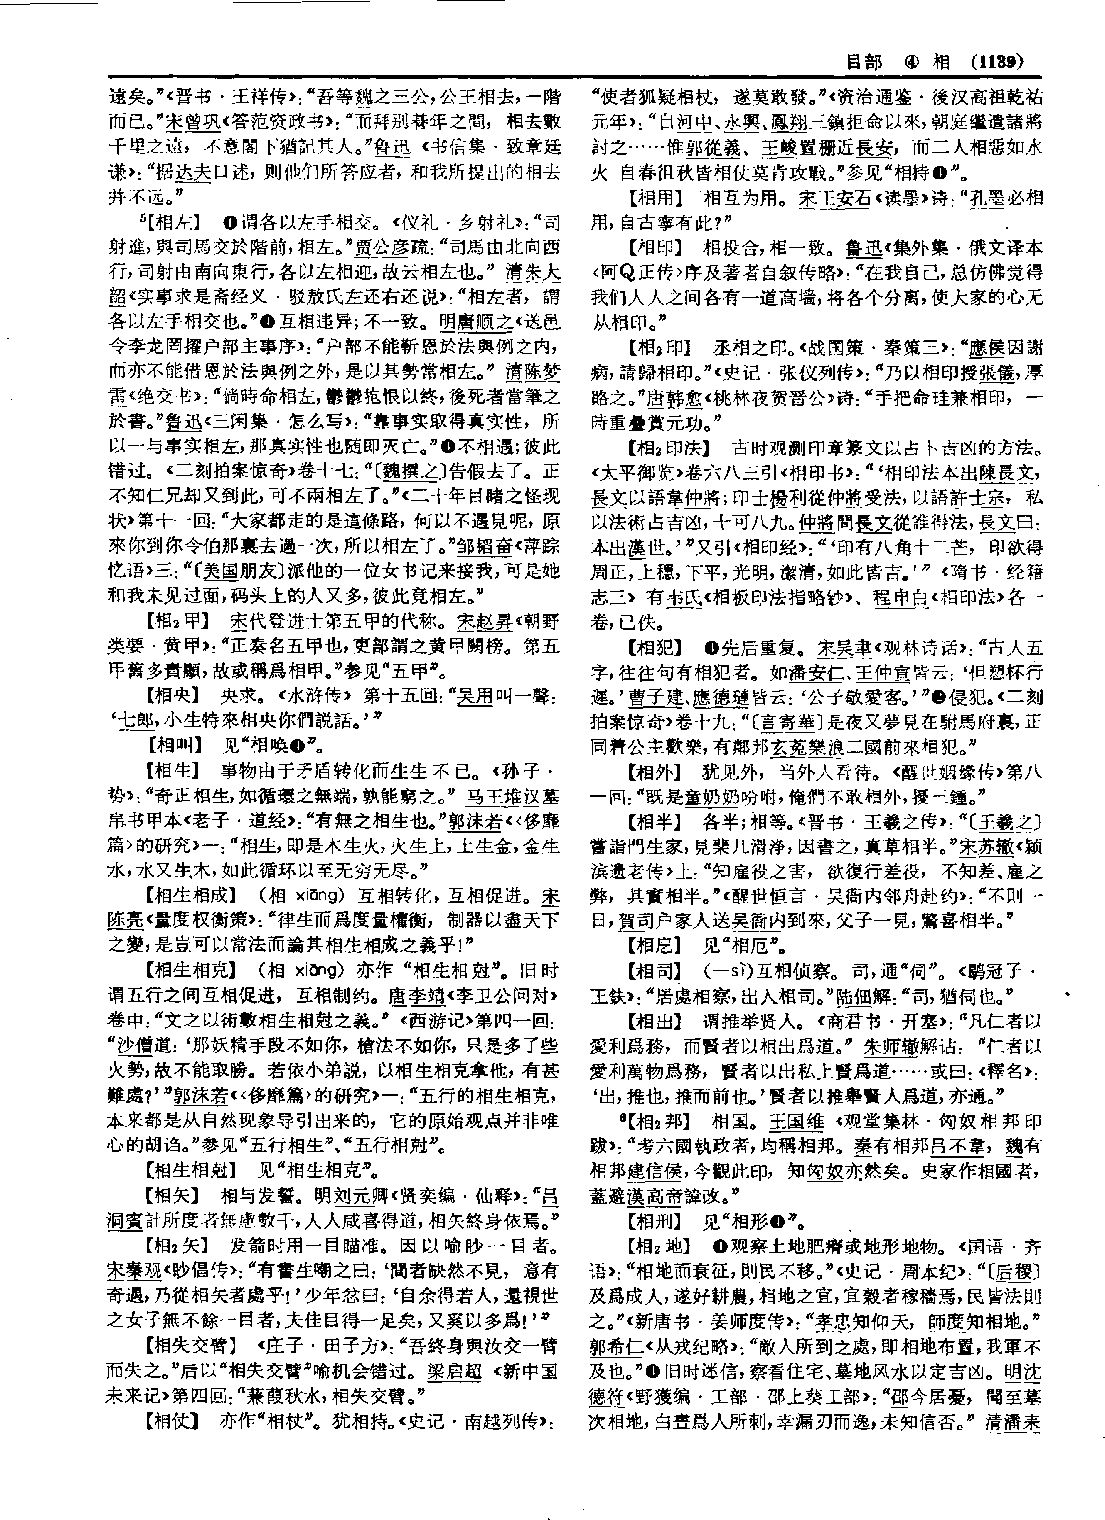 目部 ④ 相 (1139)
遠矣。”《晋书·王祥传》：“吾等魏之三公，公王相去，一階
而已。”宋曾巩《答范资政书》：“而拜别朞年之間，相去數
千里之遠，不意閣下猶記其人。”鲁迅《书信集·致章廷
谦》：“据达夫口述，则他们所答应者，和我所提出的相去
并不远。”
⁵【相左】 ❶谓各以左手相交。《仪礼·乡射礼》：“司
射進，與司馬交於階前，相左。”贾公彦疏：“司馬由北向西
行，司射由南向東行，各以左相迎，故云相左也。” 清朱大
韶《实事求是斋经义·驳敖氏左还右还说》：“相左者，謂
各以左手相交也。”❷互相违异；不一致。 明唐顺之《送邑
令李龙冈擢户部主事序》：“户部不能靳恩於法與例之内，
而亦不能借恩於法與例之外，是以其勢常相左。” 清陈梦
雷《绝交书》：“倘時命相左，鬱鬱抱恨以終，後死者當筆之
於書。”鲁迅《三闲集·怎么写》：“靠事实取得真实性，所
以一与事实相左，那真实性也随即灭亡。”❸不相遇；彼此
错过。《二刻拍案惊奇》卷十七：“〔魏撰之〕告假去了。正
不知仁兄却又到此，可不兩相左了。”《二十年目睹之怪现
状》第十一回：“大家都走的是這條路，何以不遇見呢，原
來你到你令伯那裏去過一次，所以相左了。”邹韬奋《萍踪
忆语》三：“〔美国朋友〕派他的一位女书记来接我，可是她
和我未见过面，码头上的人又多，彼此竟相左。”
【相₂甲】 宋代登进士第五甲的代称。宋赵昇《朝野
类要·黄甲》：“正奏名五甲也，吏部謂之黄甲闕榜。第五
甲舊多貴顯，故或稱爲相甲。”参见“五甲”。
【相央】 央求。《水浒传》第十五回：“吴用叫一聲：
‘七郎，小生特來相央你們説話。’”
【相叫】 见“相唤❶”。
【相生】 事物由于矛盾转化而生生不已。《孙子·
势》：“奇正相生，如循環之無端，孰能窮之。” 马王堆汉墓
帛书甲本《老子·道经》：“有無之相生也。”郭沫若《〈侈靡
篇〉的研究》一：“相生，即是木生火，火生上，土生金，金生
水，水又生木，如此循环以至无穷无尽。”
【相生相成】 （相 xiāng）互相转化，互相促进。宋
陈亮《量度权衡策》：“律生而爲度量權衡，制器以盡天下
之變，是豈可以常法而論其相生相成之義乎！”
【相生相克】 （相 xiāng）亦作“相生相尅”。旧时
谓五行之间互相促进，互相制约。唐李靖《李卫公问对》
卷中：“文之以術數相生相尅之義。”《西游记》第四一回：
“沙僧道：‘那妖精手段不如你，槍法不如你，只是多了些
火勢，故不能取勝。若依小弟説，以相生相克拿他，有甚
難處？’”郭沫若《〈侈靡篇〉的研究》一：“五行的相生相克，
本来都是从自然现象导引出来的，它的原始观点并非唯
心的胡诌。”参见“五行相生”、“五行相尅”。
【相生相尅】 见“相生相克”。
【相矢】 相与发誓。明刘元卿《贤奕编·仙释》：“吕
洞賓計所度者無慮數千，人人咸喜得道，相矢終身依焉。”
【相₂矢】 发箭时用一目瞄准。因以喻眇一目者。
宋秦观《眇倡传》：“有書生嘲之曰：‘間者缺然不見，意有
奇遇，乃從相矢者處乎！’少年忿曰：‘自余得若人，還視世
之女子無不餘一目者，夫佳目得一足矣，又奚以多爲！’”
【相失交臂】 《庄子·田子方》：“吾終身與汝交一臂
而失之。”后以“相失交臂”喻机会错过。梁启超《新中国
未来记》第四回：“蒹葭秋水，相失交臂。”
【相仗】 亦作“相杖”。犹相持。《史记·南越列传》：
“使者狐疑相杖，遂莫敢發。”《资治通鉴·後汉高祖乾祐
元年》：“自河中、永興、鳳翔三鎮拒命以來，朝庭繼遣諸將
討之……惟郭從義、王峻置柵近長安，而二人相惡如水
火，自春徂秋皆相仗莫肯攻戰。”参见“相持❶”。
【相用】 相互为用。宋王安石《读墨》诗：“孔墨必相
用，自古寧有此？”
【相印】 相投合，相一致。鲁迅《集外集·俄文译本
〈阿Q正传〉序及著者自叙传略》：“在我自己，总仿佛觉得
我们人人之间各有一道高墙，将各个分离，使大家的心无
从相印。”
【相₂印】 丞相之印。《战国策·秦策三》：“應侯因謝
病，請歸相印。”《史记·张仪列传》：“乃以相印授張儀，厚
賂之。”唐韩愈《桃林夜贺晋公》诗：“手把命珪兼相印，一
時重疊賞元功。”
【相₂印法】 古时观测印章篆文以占卜吉凶的方法。
《太平御览》卷六八三引《相印书》：“‘相印法本出陳長文，
長文以語韋仲將；印士楊利從仲將受法，以語許士宗，私
以法術占吉凶，十可八九。仲將問長文從誰得法，長文曰：
本出漢世。’”又引《相印经》：“‘印有八角十二芒，印欲得
周正，上穩，下平，光明，潔清，如此皆吉。’”《隋书·经籍
志三》有韦氏《相板印法指略钞》、程申白《相印法》各一
卷，已佚。
【相犯】 ❶先后重复。宋吴聿《观林诗话》：“古人五
字，往往句有相犯者。如潘安仁、王仲宣皆云：‘但愬杯行
遲。’曹子建、應德璉皆云：‘公子敬愛客。’”❷侵犯。《二刻
拍案惊奇》卷十九：“〔言寄華〕是夜又夢見在駙馬府裏，正
同着公主歡樂，有鄰邦玄菟樂浪二國前來相犯。”
【相外】 犹见外，当外人看待。《醒世姻缘传》第八
一回：“既是童奶奶吩咐，俺們不敢相外，擾三鍾。”
【相半】 各半；相等。《晋书·王羲之传》：“〔王羲之〕
嘗詣門生家，見棐几滑净，因書之，真草相半。”宋苏辙《颍
滨遗老传》上：“知雇役之害，欲復行差役，不知差、雇之
弊，其實相半。”《醒世恒言·吴衙内邻舟赴约》：“不則一
日，賀司户家人送吴衙内到來，父子一見，驚喜相半。”
【相戹】 见“相厄”。
【相司】 （—sì）互相侦察。司，通“伺”。《鹖冠子·
王鈇》：“居處相察，出入相司。”陆佃解：“司，猶伺也。”
【相出】 谓推举贤人。《商君书·开塞》：“凡仁者以
愛利爲務，而賢者以相出爲道。” 朱师辙解诂：“仁者以
愛利萬物爲務，賢者以出私上賢爲道……或曰：《釋名》：
‘出，推也，推而前也。’賢者以推舉賢人爲道，亦通。”
⁶【相₂邦】 相国。王国维《观堂集林·匈奴相邦印
跋》：“考六國執政者，均稱相邦。秦有相邦吕不韋，魏有
相邦建信侯，今觀此印，知匈奴亦然矣。史家作相國者，
蓋避漢高帝諱改。”
【相刑】 见“相形❶”。
【相₂地】 ❶观察土地肥瘠或地形地物。《国语·齐
语》：“相地而衰征，則民不移。”《史记·周本纪》：“〔后稷〕
及爲成人，遂好耕農，相地之宜，宜穀者稼穡焉，民皆法則
之。”《新唐书·姜师度传》：“孝忠知仰天，師度知相地。”
郭希仁《从戎纪略》：“敵人所到之處，即相地布置，我軍不
及也。”❷旧时迷信，察看住宅、墓地风水以定吉凶。明沈
德符《野獲编·工部·邵上葵工部》：“邵今居憂，聞至墓
次相地，白晝爲人所刺，幸漏刃而逸，未知信否。” 清潘耒